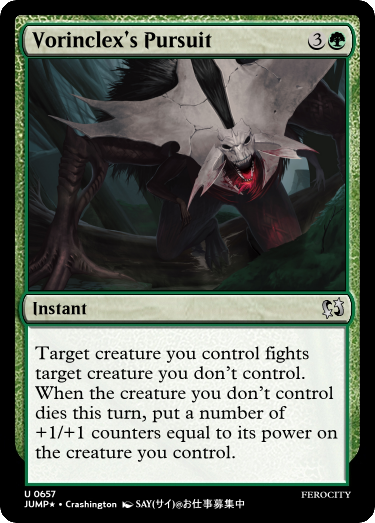 Vorinclex's Pursuit 3
Instant
Target creature you control fights
target creature you don't control.
When the creature you don't control
dies this turn, put a number of
+1/+1 counters equal to its power on
the creature you control.
U 0657 FEROCITY
JUMP★ • Crashington SAY(サイ)@お仕事募集中